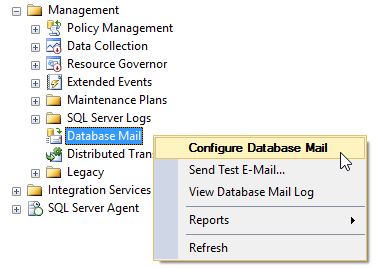 Management
Policy Management
Data Collection
Resource Governor
Extended Events
Maintenance Plans
SQL Server Logs
Database Mail
Distributed Tran
Legacy
Integration Services
SQL Server Agent
Configure Database Mail
Send Test E-Mail...
View Database Mail Log
Reports
Refresh